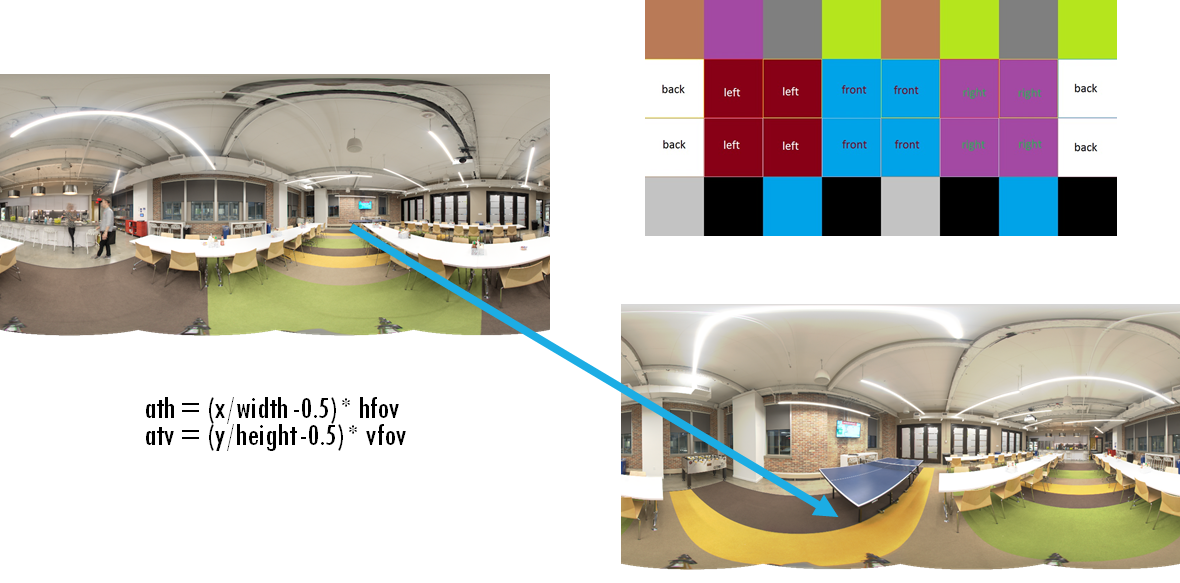 back left left front front right right back
back left left front front right right back
ath = (x/width -0.5)* hfov
atv = (y/height-0.5)* vfov